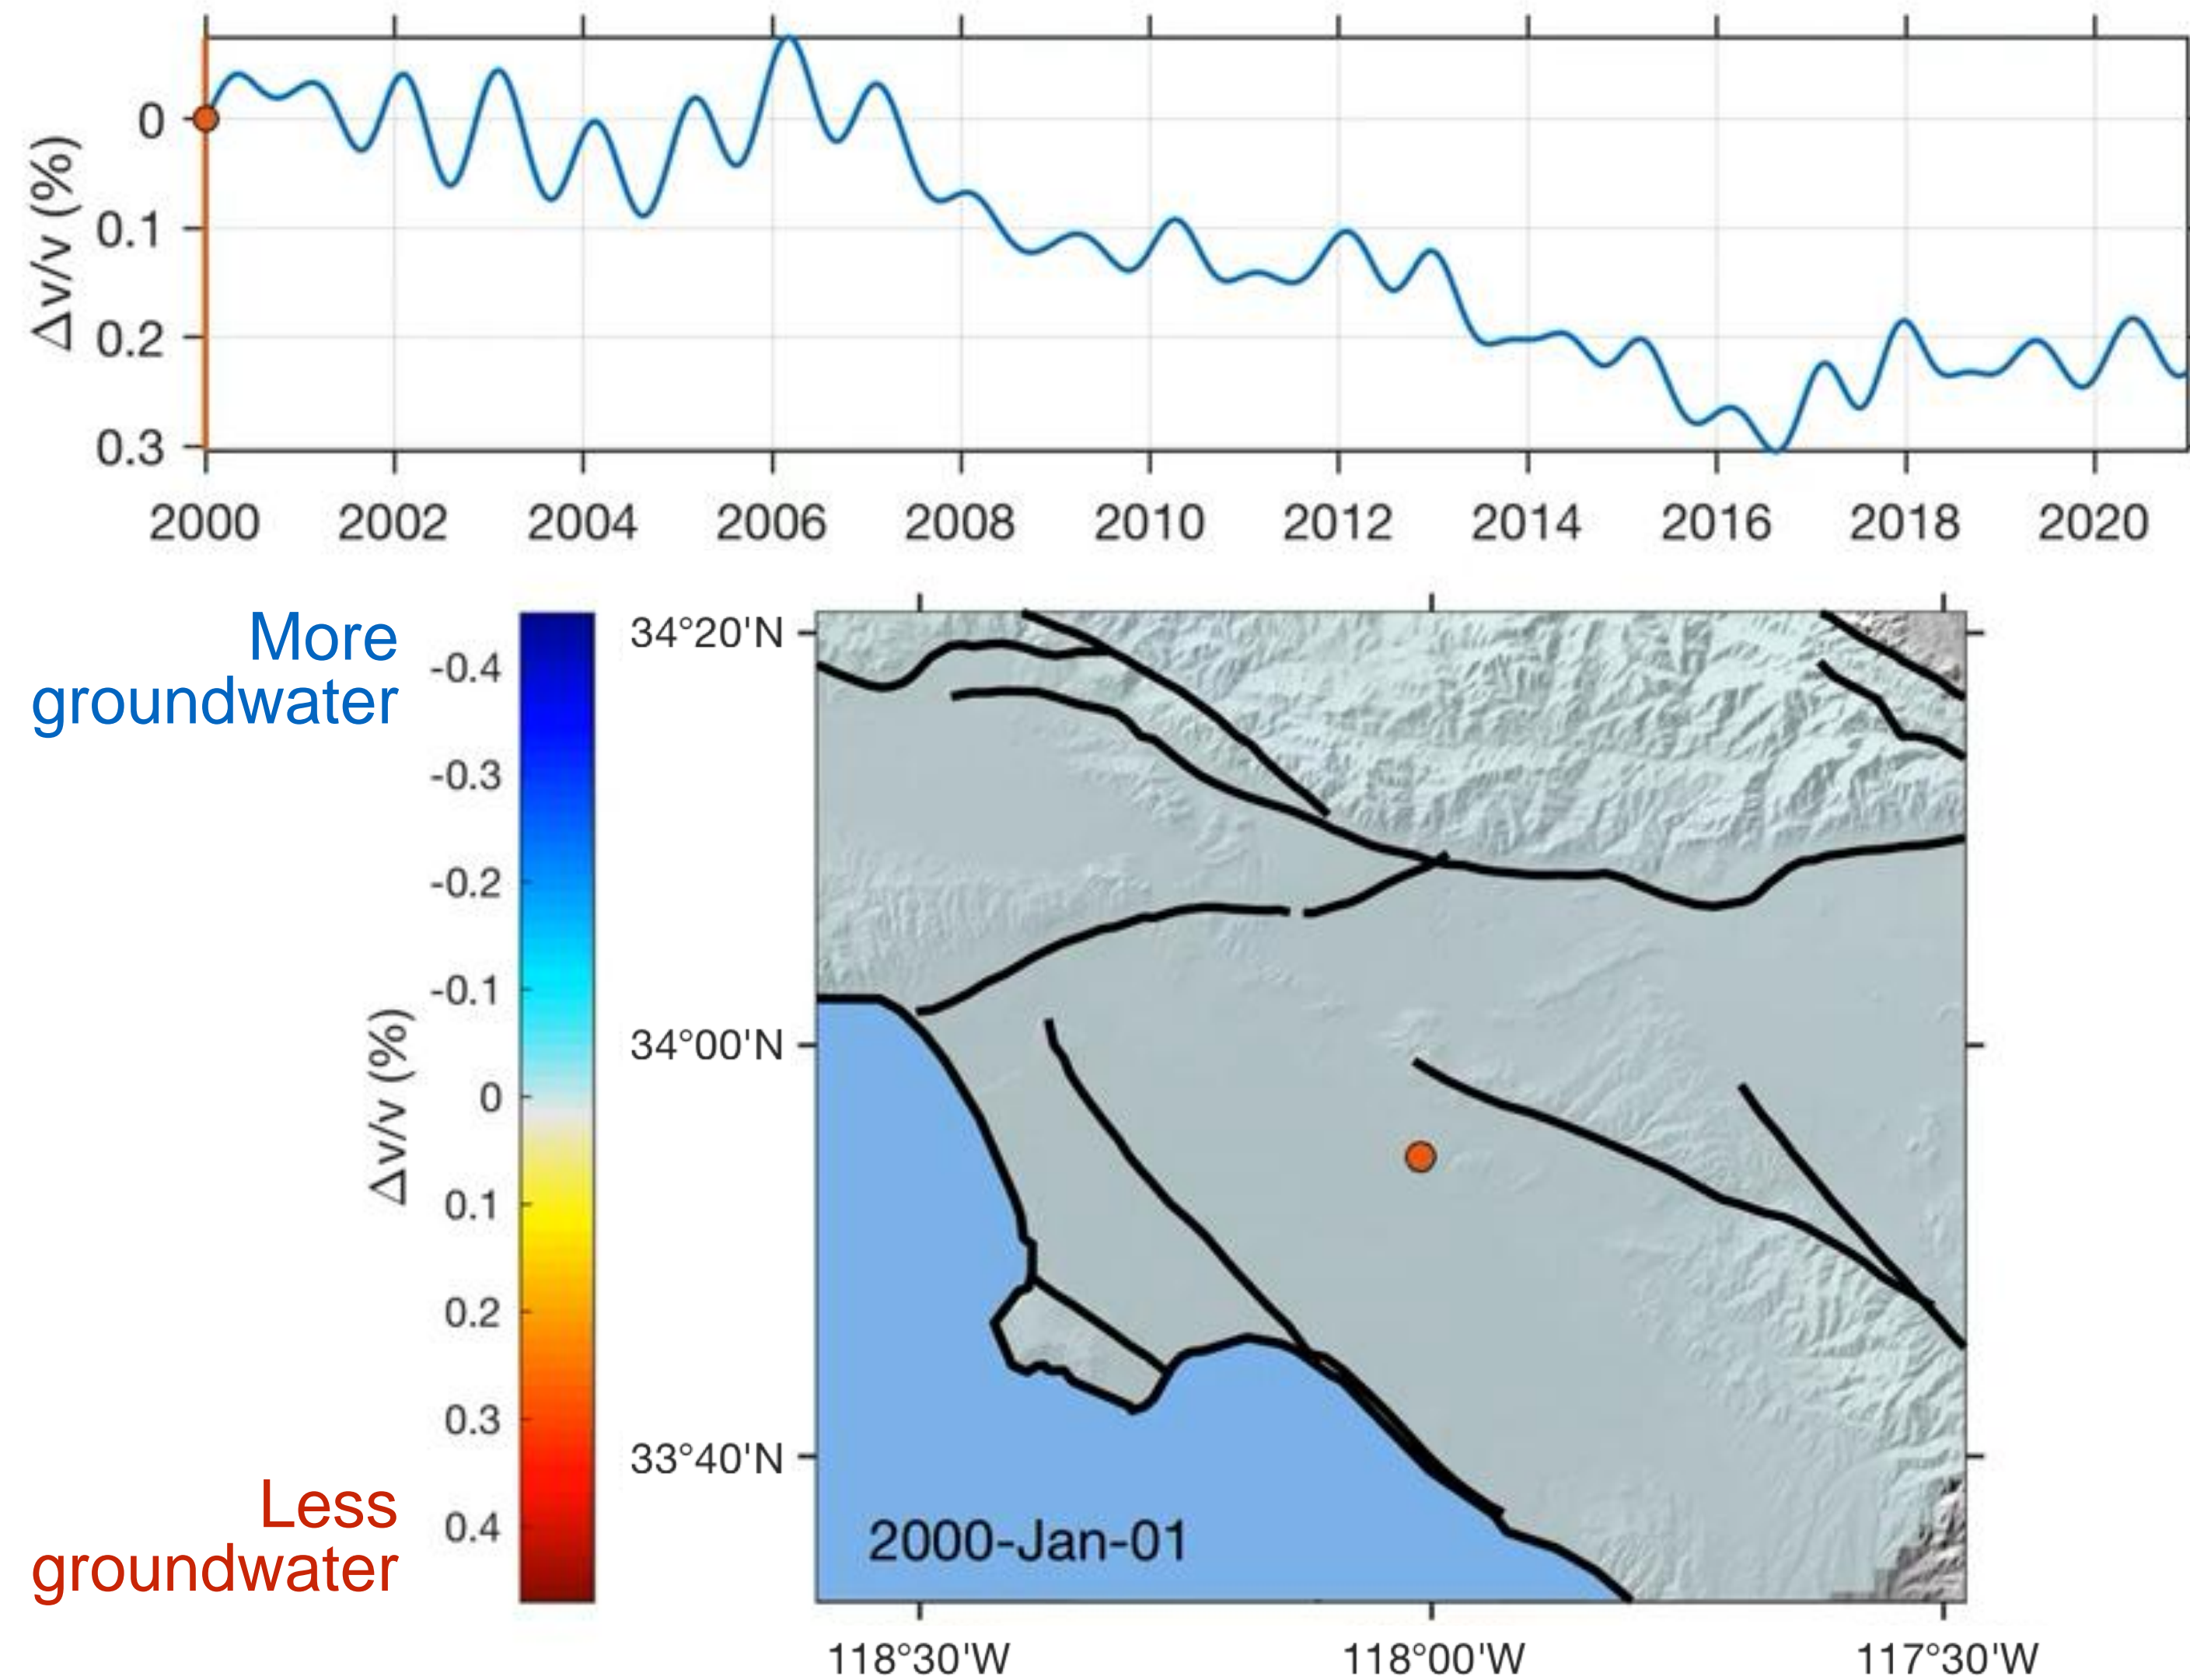 Δv/v (%)
0
0.1
0.2
0.3
2000 2002 2004 2006 2008 2010 2012 2014 2016 2018 2020
More
groundwater
Less
groundwater
Δv/v (%)
-0.4
-0.3
-0.2
-0.1
0
0.1
0.2
0.3
0.4
34°20'N
34°00'N
33°40'N
2000-Jan-01
118°30'W 118°00'W 117°30'W